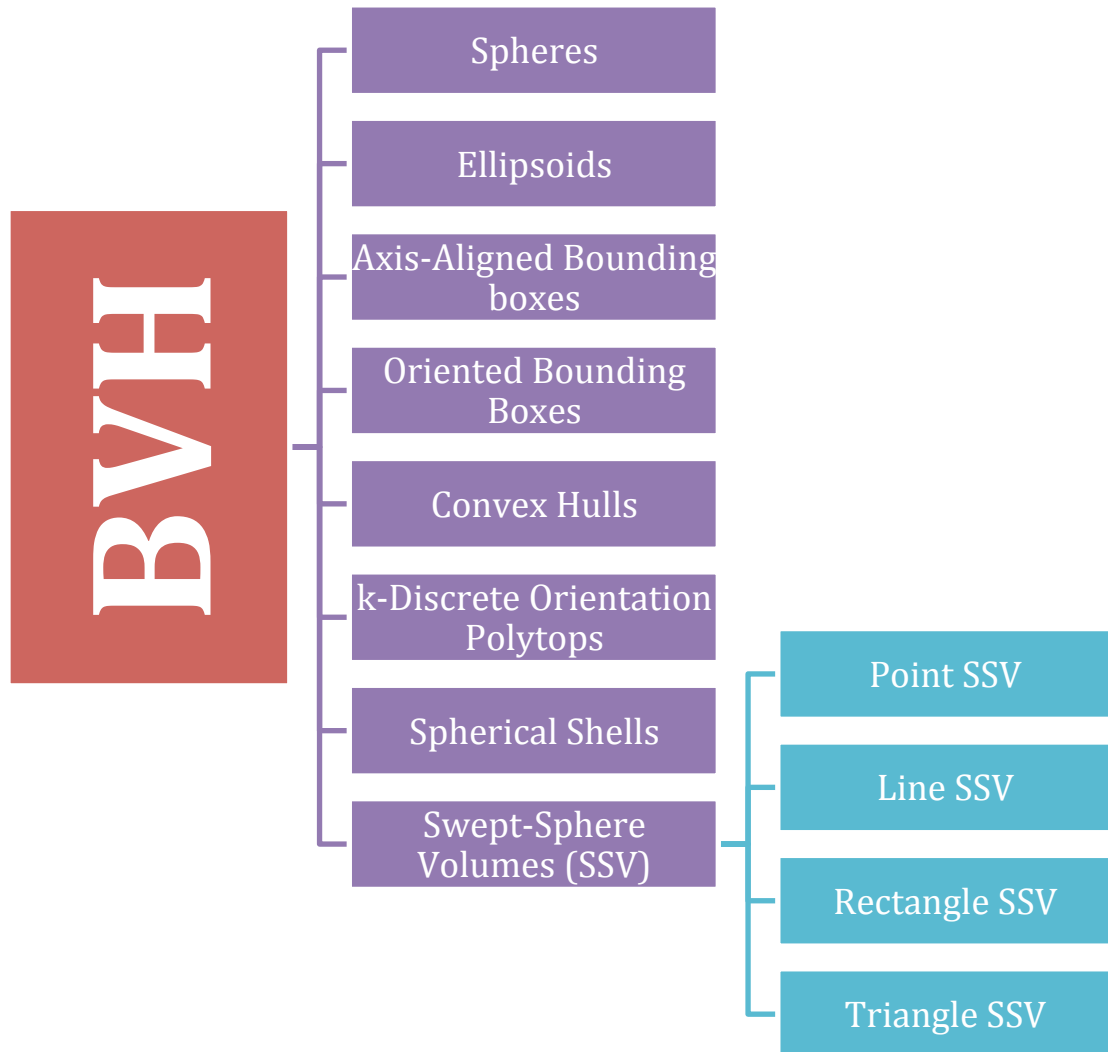 BVH
Spheres
Ellipsoids
Axis-Aligned Bounding
boxes
Oriented Bounding
Boxes
Convex Hulls
k-Discrete Orientation
Polytops
Spherical Shells
Swept-Sphere
Volumes (SSV)
Point SSV
Line SSV
Rectangle SSV
Triangle SSV